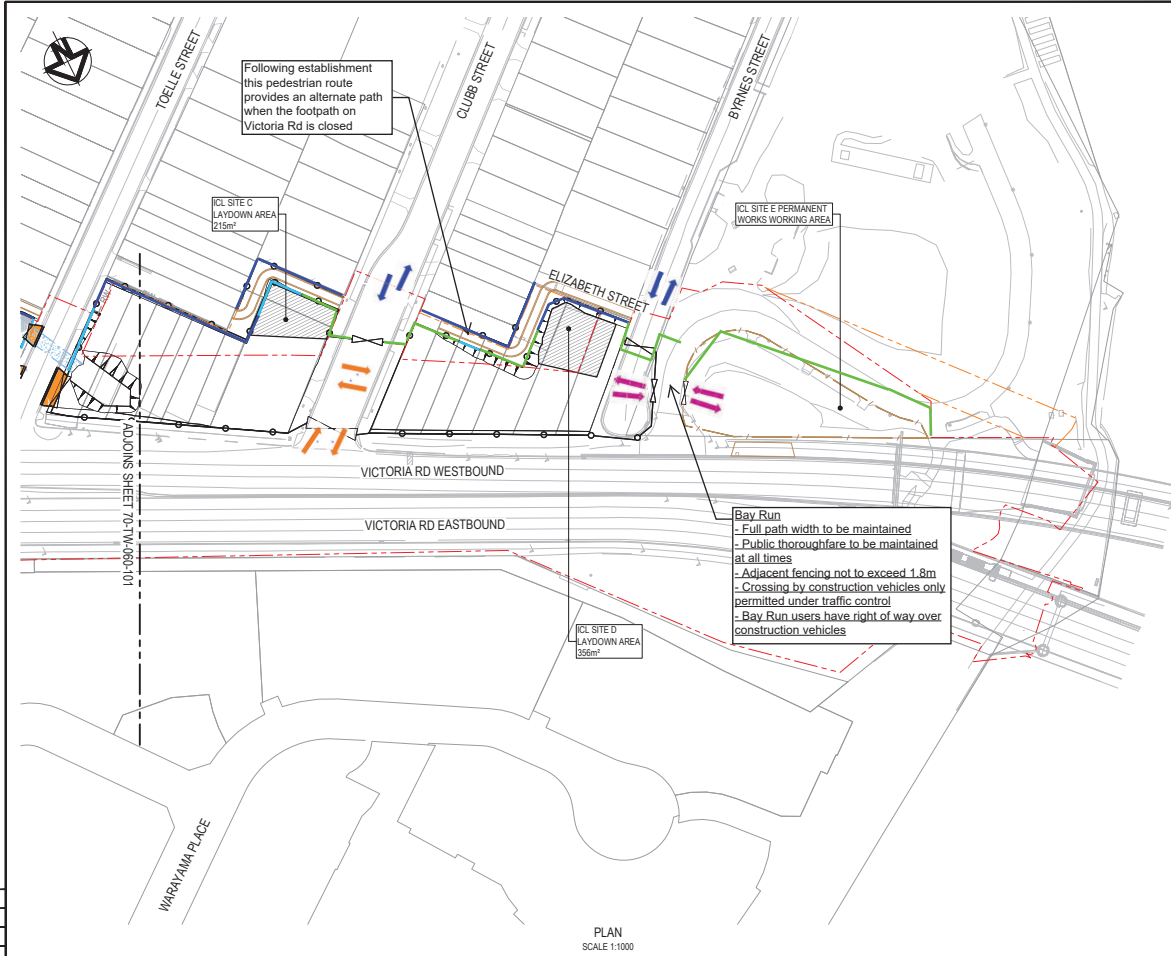 N
TOELLE STREET
CLUBB STREET
BYRNES STREET
Following establishment
this pedestrian route
provides an alternate path
when the footpath on
Victoria Rd is closed
ICL SITE C
LAYDOWN AREA
215m²
ICL SITE E PERMANENT
WORKS WORKING AREA
ELIZABETH STREET
ADJOINS SHEET 70-TW-060-101
VICTORIA RD WESTBOUND
VICTORIA RD EASTBOUND
Bay Run
- Full path width to be maintained
- Public thoroughfare to be maintained
at all times
- Adjacent fencing not to exceed 1.8m
- Crossing by construction vehicles only
permitted under traffic control
- Bay Run users have right of way over
construction vehicles
ICL SITE D
LAYDOWN AREA
356m²
WARAYAMA PLACE
PLAN
SCALE 1:1000